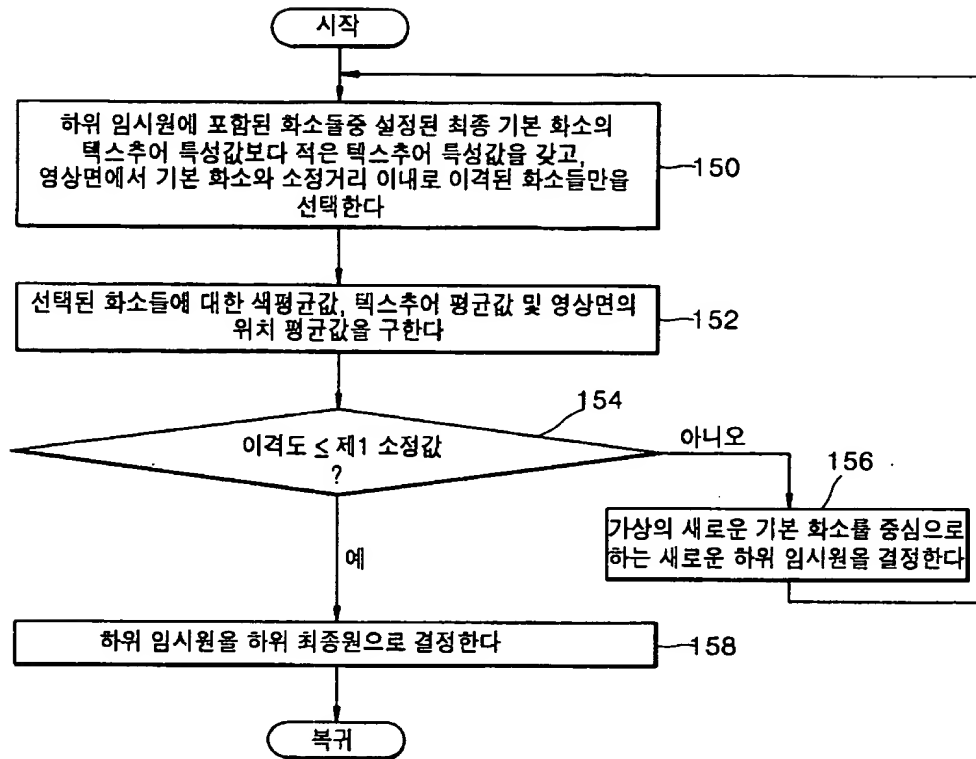 시작
하위 임시원에 포함된 화소들중 설정된 최종 기본 화소의
텍스추어 특성값보다 적은 텍스추어 특성값을 갖고,
영상면에서 기본 화소와 소정거리 이내로 이격된 화소들만을
선택한다
150
선택된 화소들에 대한 색평균값, 텍스추어 평균값 및 영상면의
위치 평균값을 구한다
152
154
이격도 ≤ 제1 소정값
?
아니오
156
가상의 새로운 기본 화소를 중심으로
하는 새로운 하위 임시원을 결정한다
예
하위 임시원을 하위 최종원으로 결정한다
158
복귀